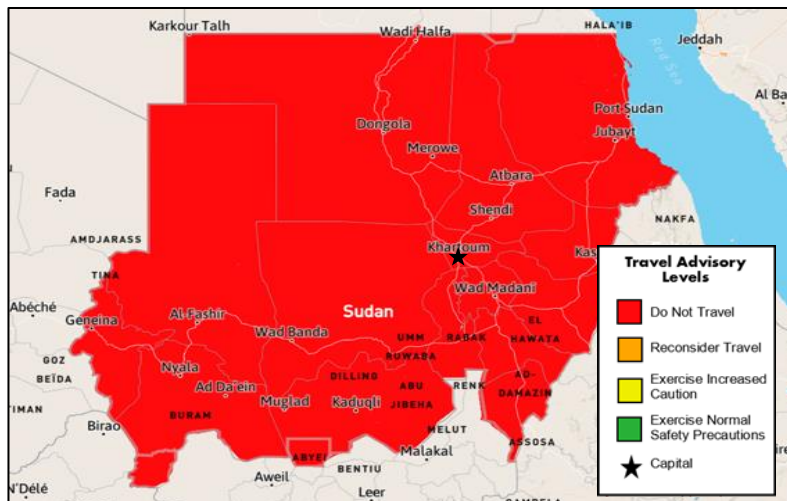 Karkour Talh
Wadi Halfa
HALA'IB
Jeddah
Red Sea
Al Ba
Port Sudan
Dongola
Jubayt
Merowe
Atbara
Fada
Shendi
NAKFA
AMDJARASS
Khartoum
Kas
TINA
Wad Madani
Abéché
Al-Fashir
Sudan
EL
HAWATA
Geneina
Wad Banda
UMM
RUWABA
RABAK
GOZ
BEÏDA
Nyala
DILLING
RENK
AD-
DAMAZIN
Ad Da'ein
ABU
JIBEHA
TIMAN
Muglad
Kaduqli
BURAM
Birao
MELUT
ASSOSA
ABYEI
Malakal
BENTIU
Aweil
N'Délé
Leer
GAMBELA
Travel Advisory
Levels
Do Not Travel
Reconsider Travel
Exercise Increased
Caution
Exercise Normal
Safety Precautions
Capital